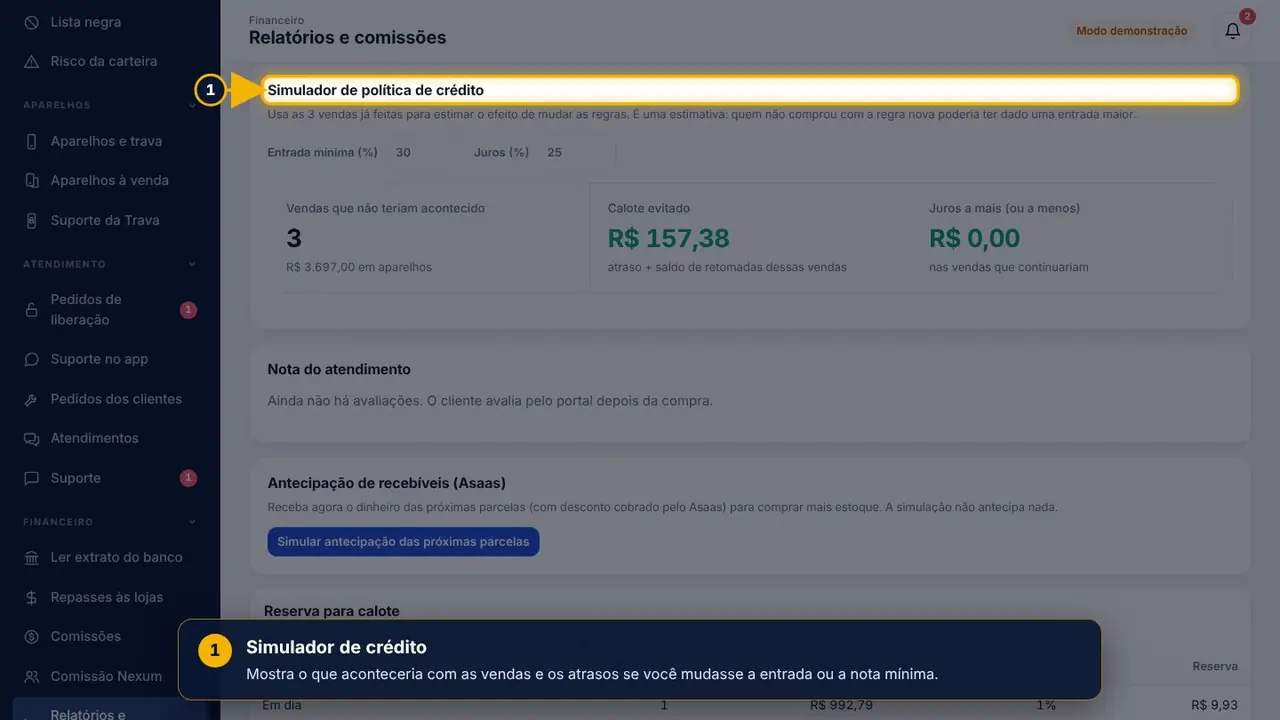 Lista negra
Risco da carteira
APARELHOS
Aparelhos e trava
Aparelhos à venda
Suporte da Trava
ATENDIMENTO
Pedidos de
liberação
1
Suporte no app
Pedidos dos clientes
Atendimentos
Suporte
1
FINANCEIRO
Ler extrato do banco
Repasses às lojas
Comissões
Comissão Nexum
Relatórios e
Financeiro
Relatórios e comissões
Modo demonstração
2
1
Simulador de política de crédito
Usa as 3 vendas já feitas para estimar o efeito de mudar as regras. É uma estimativa: quem não comprou com a regra nova poderia ter dado uma entrada maior.
Entrada mínima (%) 30 Juros (%) 25
Vendas que não teriam acontecido
3
R$ 3.697,00 em aparelhos
Calote evitado
R$ 157,38
atraso + saldo de retomadas dessas vendas
Juros a mais (ou a menos)
R$ 0,00
nas vendas que continuariam
Nota do atendimento
Ainda não há avaliações. O cliente avalia pelo portal depois da compra.
Antecipação de recebíveis (Asaas)
Receba agora o dinheiro das próximas parcelas (com desconto cobrado pelo Asaas) para comprar mais estoque. A simulação não antecipa nada.
Simular antecipação das próximas parcelas
Reserva para calote
1
Simulador de crédito
Mostra o que aconteceria com as vendas e os atrasos se você mudasse a entrada ou a nota mínima.
Reserva
Em dia 1 R$ 992,79 1% R$ 9,93